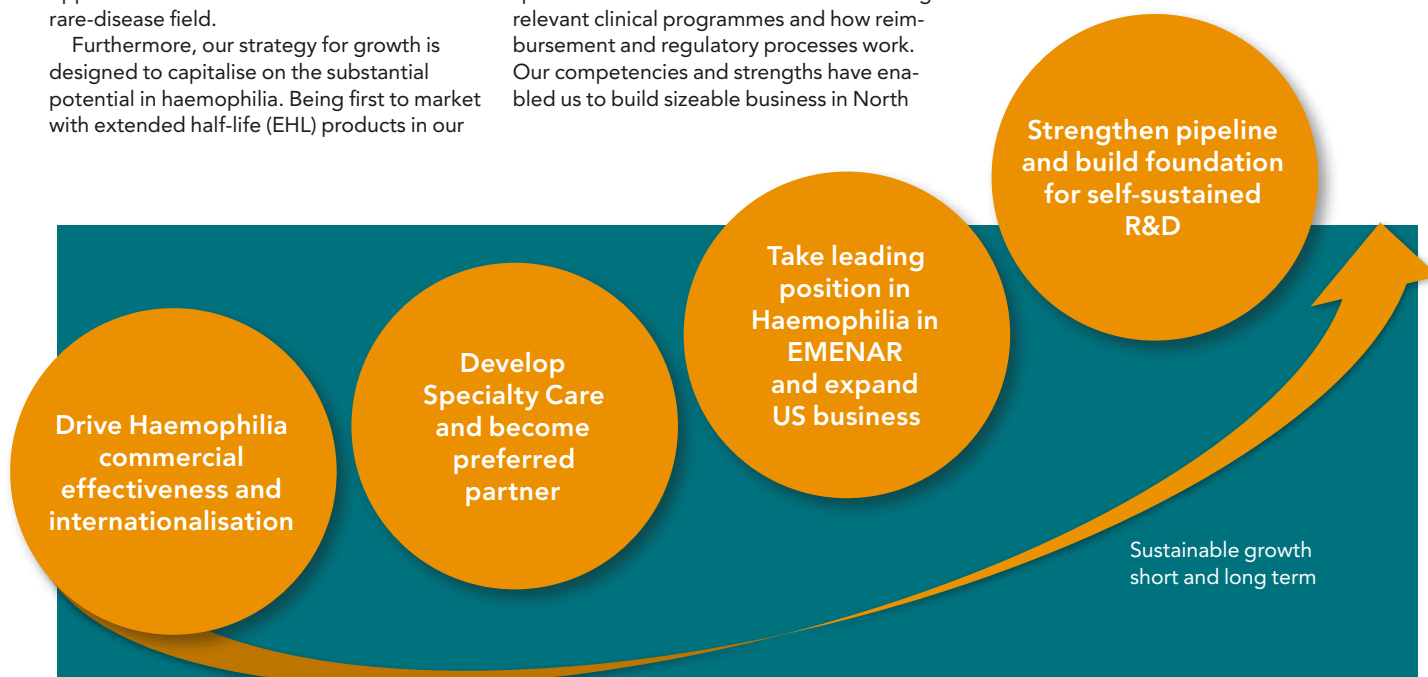 rare-disease field.
Furthermore, our strategy for growth is
designed to capitalise on the substantial
potential in haemophilia. Being first to market
with extended half-life (EHL) products in our
relevant clinical programmes and how reim-
bursement and regulatory processes work.
Our competencies and strengths have ena-
bled us to build sizeable business in North
Drive Haemophilia
commercial
effectiveness and
internationalisation
Develop
Specialty Care
and become
preferred
partner
Take leading
position in
Haemophilia in
EMENAR
and expand
US business
Strengthen pipeline
and build foundation
for self-sustained
R&D
Sustainable growth
short and long term